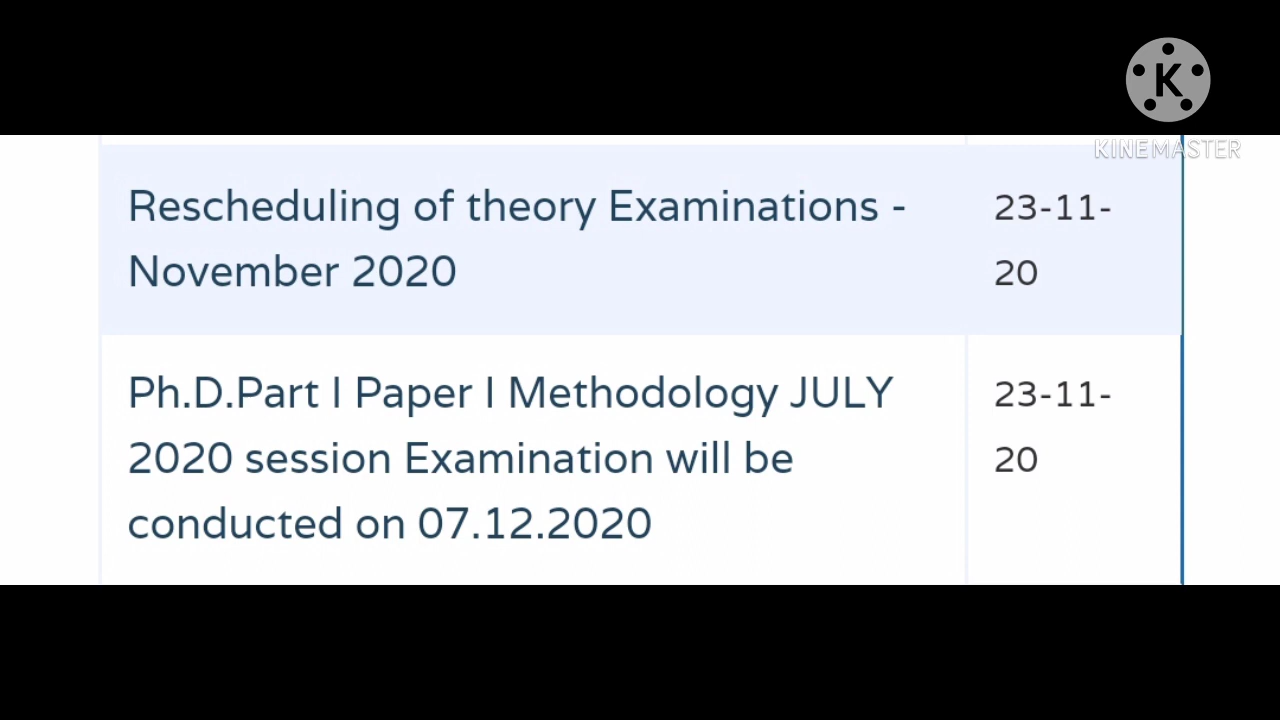 K
KINEMASTER
Rescheduling of theory Examinations - 23-11-
November 2020 20
Ph.D.Part I Paper I Methodology JULY 23-11-
2020 session Examination will be 20
conducted on 07.12.2020